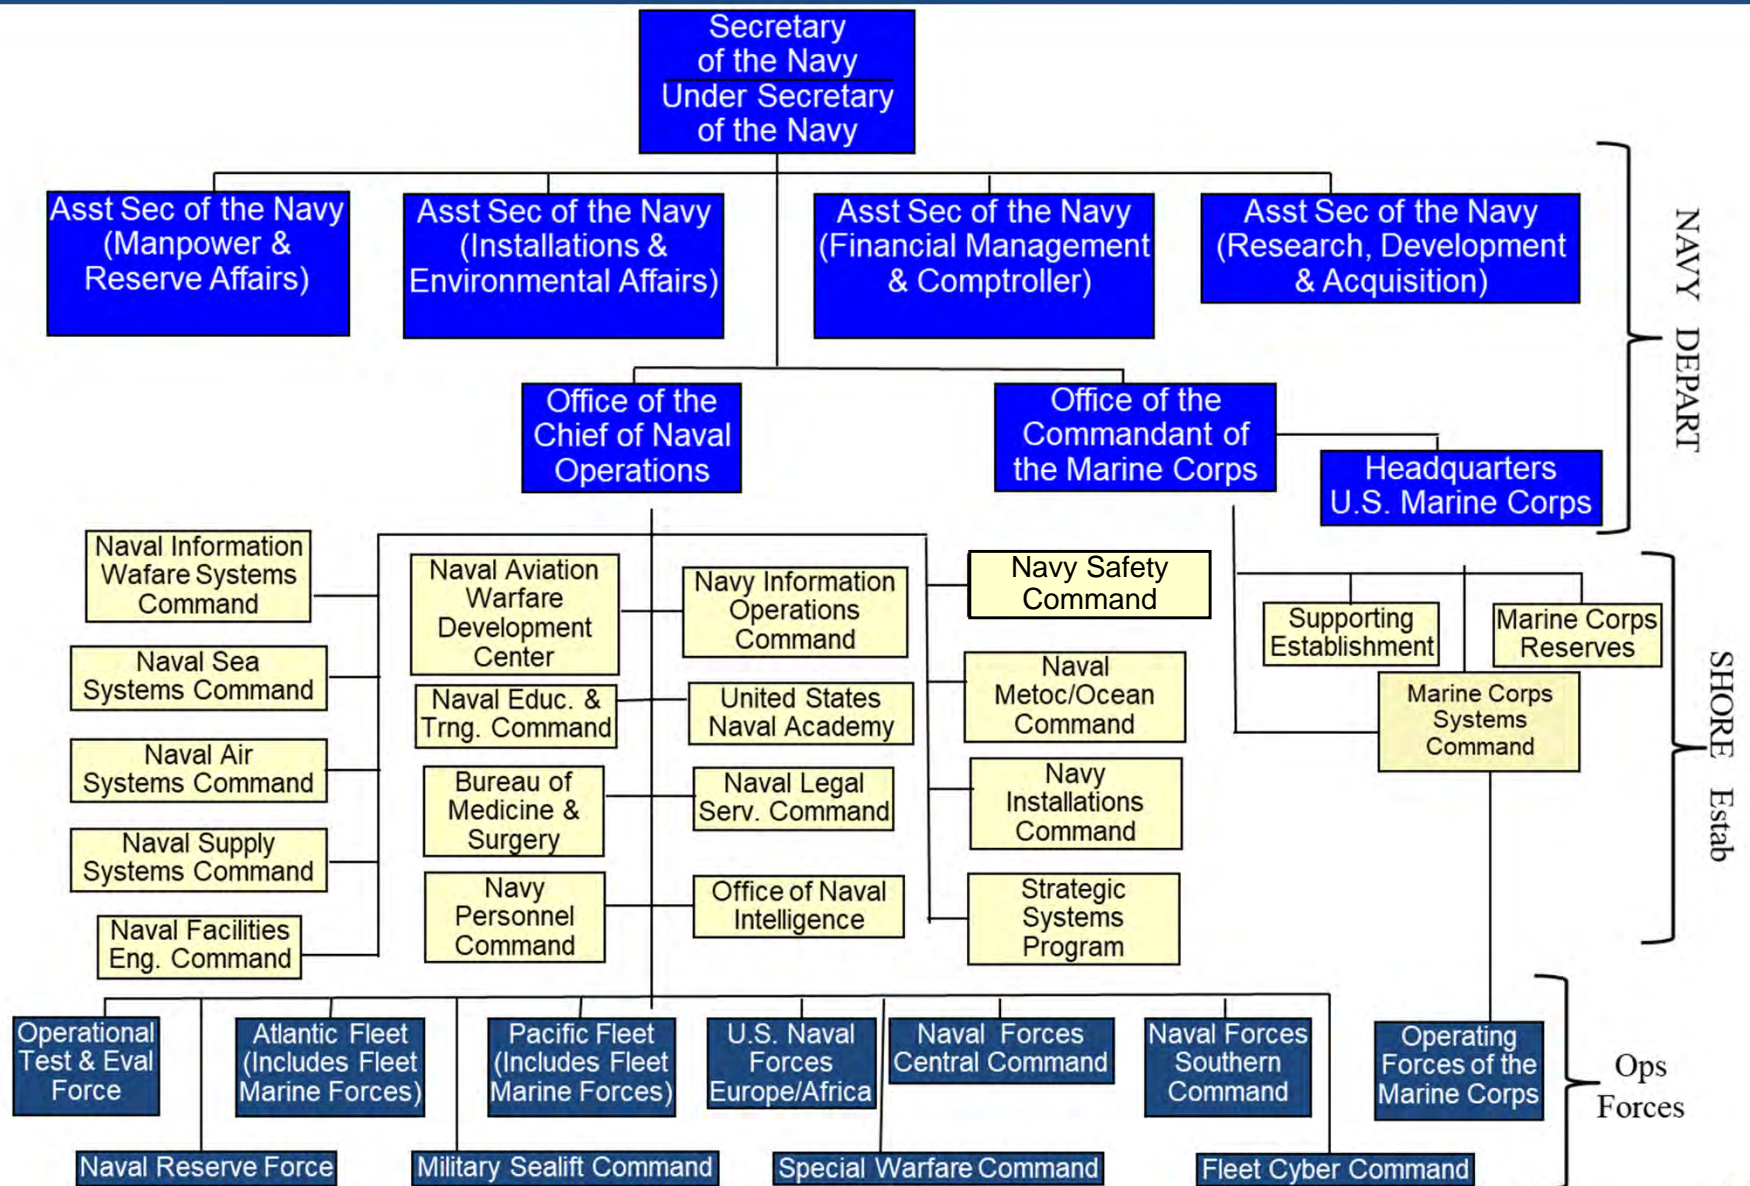 Secretary
of the Navy
Under Secretary
of the Navy
Asst Sec of the Navy
(Manpower &
Reserve Affairs)
Asst Sec of the Navy
(Installations &
Environmental Affairs)
Asst Sec of the Navy
(Financial Management
& Comptroller)
Asst Sec of the Navy
(Research, Development
& Acquisition)
NAVY DEPART
Office of the
Chief of Naval
Operations
Office of the
Commandant of
the Marine Corps
Headquarters
U.S. Marine Corps
Naval Information
Wafare Systems
Command
Naval Sea
Systems Command
Naval Air
Systems Command
Naval Supply
Systems Command
Naval Facilities
Eng. Command
Naval Aviation
Warfare
Development
Center
Naval Educ. &
Trng. Command
Bureau of
Medicine &
Surgery
Navy
Personnel
Command
Navy Information
Operations
Command
United States
Naval Academy
Naval Legal
Serv. Command
Office of Naval
Intelligence
Navy Safety
Command
Naval
Metoc/Ocean
Command
Navy
Installations
Command
Strategic
Systems
Program
Supporting
Establishment
Marine Corps
Reserves
Marine Corps
Systems
Command
SHORE Estab
Operational
Test & Eval
Force
Atlantic Fleet
(Includes Fleet
Marine Forces)
Pacific Fleet
(Includes Fleet
Marine Forces)
U.S. Naval
Forces
Europe/Africa
Naval Forces
Central Command
Naval Forces
Southern
Command
Operating
Forces of the
Marine Corps
Ops
Forces
Naval Reserve Force
Military Sealift Command
Special Warfare Command
Fleet Cyber Command